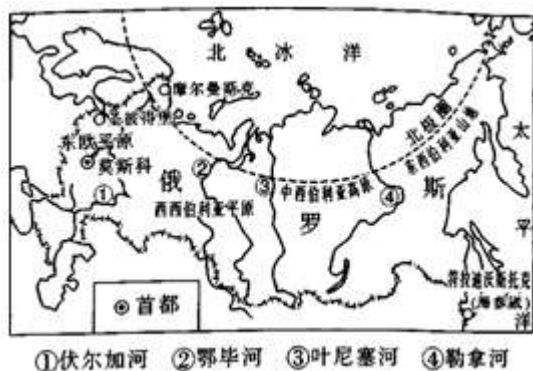 北冰洋
摩尔曼斯克
圣彼得堡
东欧平原
莫斯科
北极圈
东西伯利亚山地
太平洋
俄罗斯
①
②
③
④
西西伯利亚平原
中西伯利亚高原
符拉迪沃斯托克
(海参崴)
首都
①伏尔加河 ②鄂毕河 ③叶尼塞河 ④勒拿河